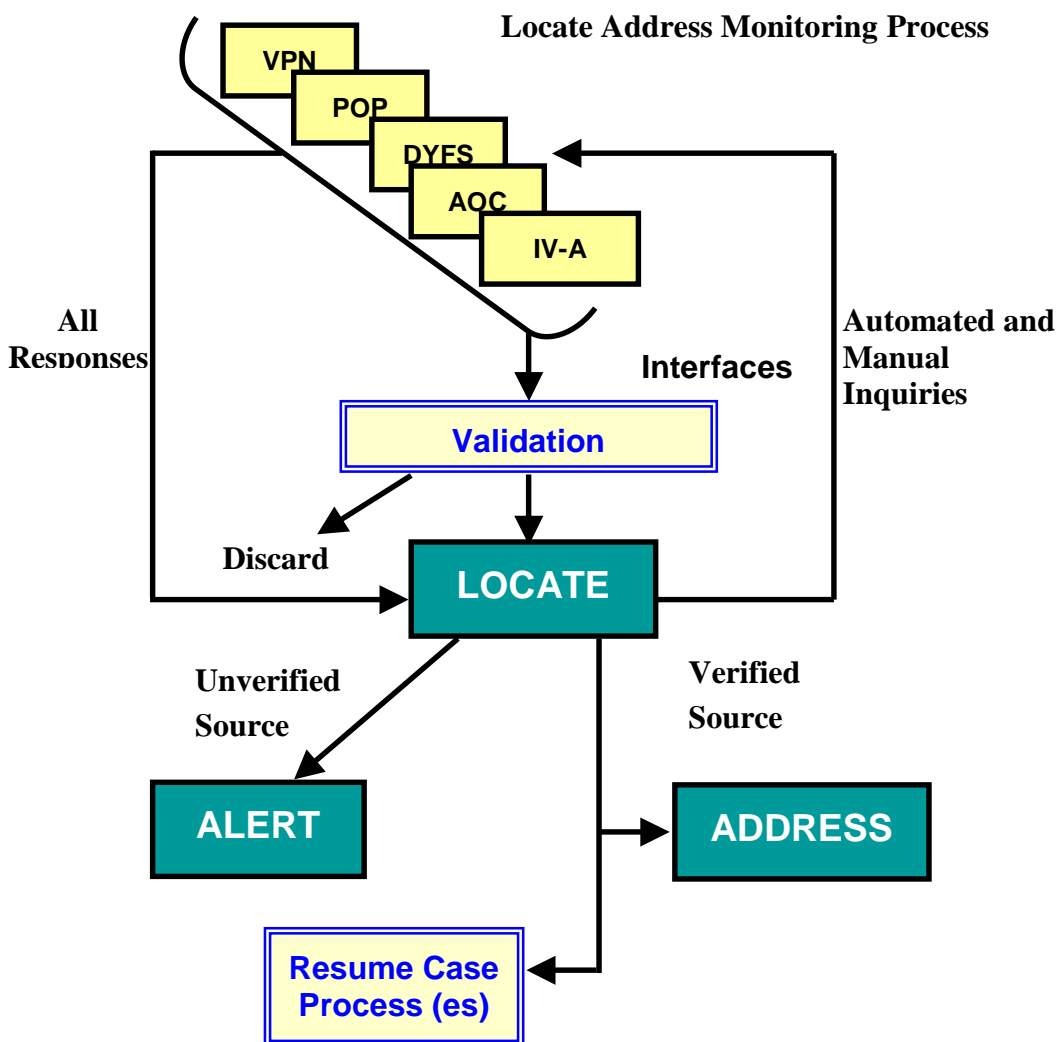 Locate Address Monitoring Process
VPN
POP
DYFS
AOC
IV-A
All
Responses
Automated and
Manual
Inquiries
Interfaces
Validation
Discard
LOCATE
Unverified
Source
Verified
Source
ALERT
ADDRESS
Resume Case
Process (es)